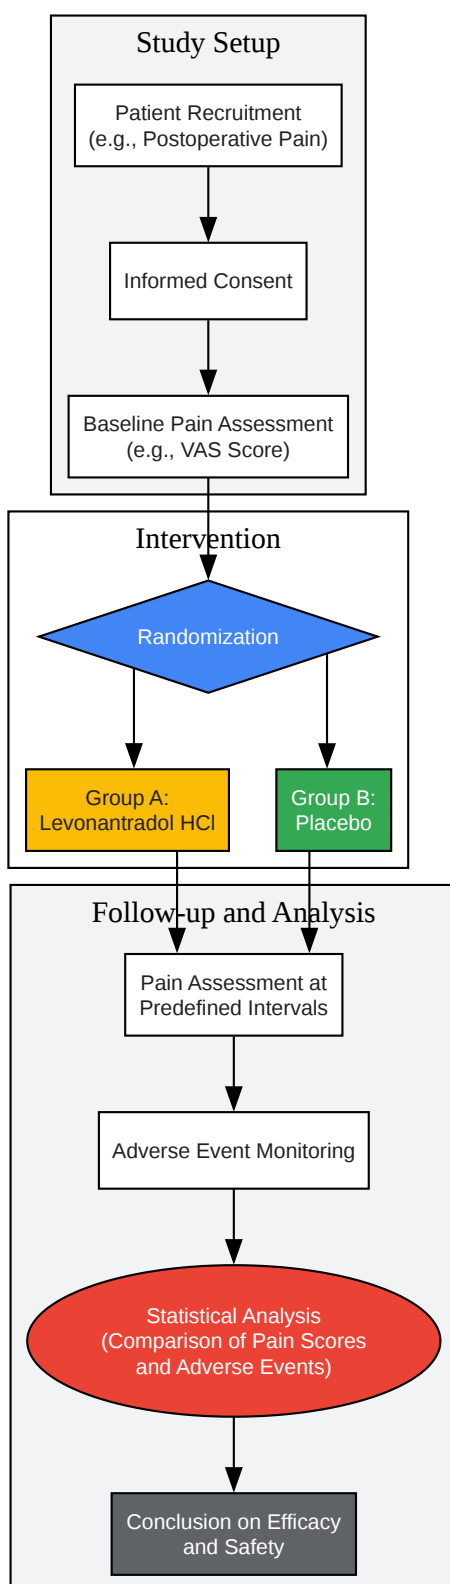 Study Setup
Patient Recruitment
(e.g., Postoperative Pain)
Informed Consent
Baseline Pain Assessment
(e.g., VAS Score)
Intervention
Randomization
Group A:
Levonantradol HCl
Group B:
Placebo
Follow-up and Analysis
Pain Assessment at
Predefined Intervals
Adverse Event Monitoring
Statistical Analysis
(Comparison of Pain Scores
and Adverse Events)
Conclusion on Efficacy
and Safety